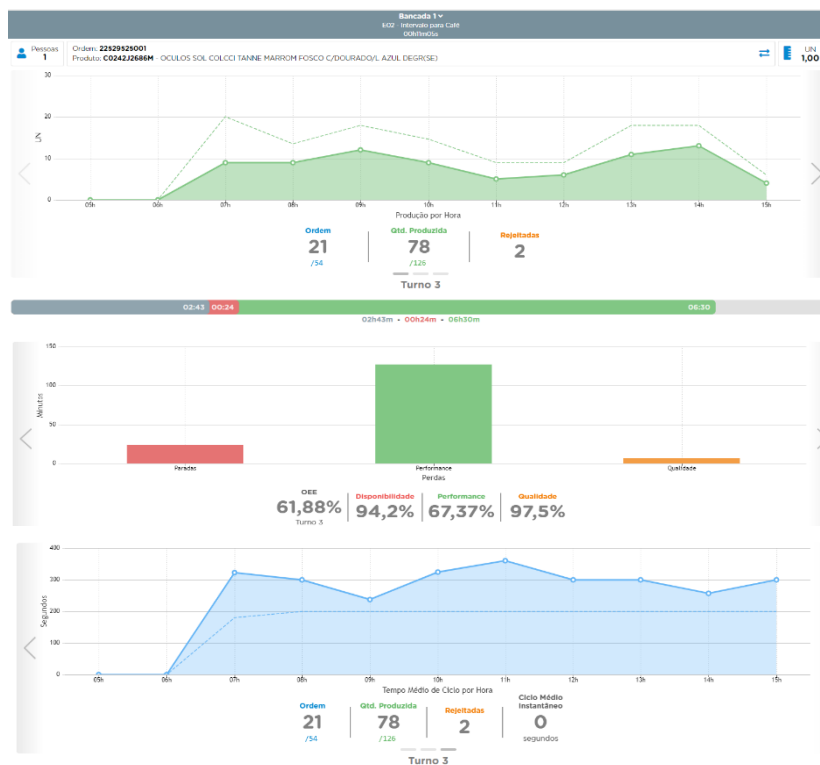 Bancada 1
E02 - Intervalo para Café
00h11m05s
Pessoas
1
Ordem: 22529525001
Produto: C0242J2686M - OCULOS SOL COLCCI TANNE MARROM FOSCO C/DOURADO/L AZUL DEGR(SE)
UN
1,00
30
20
10
0
UN
05h 06h 07h 08h 09h 10h 11h 12h 13h 14h 15h
Produção por Hora
Ordem
21
/54
Qtd. Produzida
78
/126
Rejeitadas
2
Turno 3
02:43 00:24 06:30
02h43m - 00h24m - 06h30m
150
100
50
0
Minutos
Paradas Performance Qualidade
Perdas
OEE
61,88%
Turno 3
Disponibilidade
94,2%
Performance
67,37%
Qualidade
97,5%
400
300
200
100
0
Segundos
05h 06h 07h 08h 09h 10h 11h 12h 13h 14h 15h
Tempo Médio de Ciclo por Hora
Ordem
21
/54
Qtd. Produzida
78
/126
Rejeitadas
2
Ciclo Médio
Instantâneo
0
segundos
Turno 3